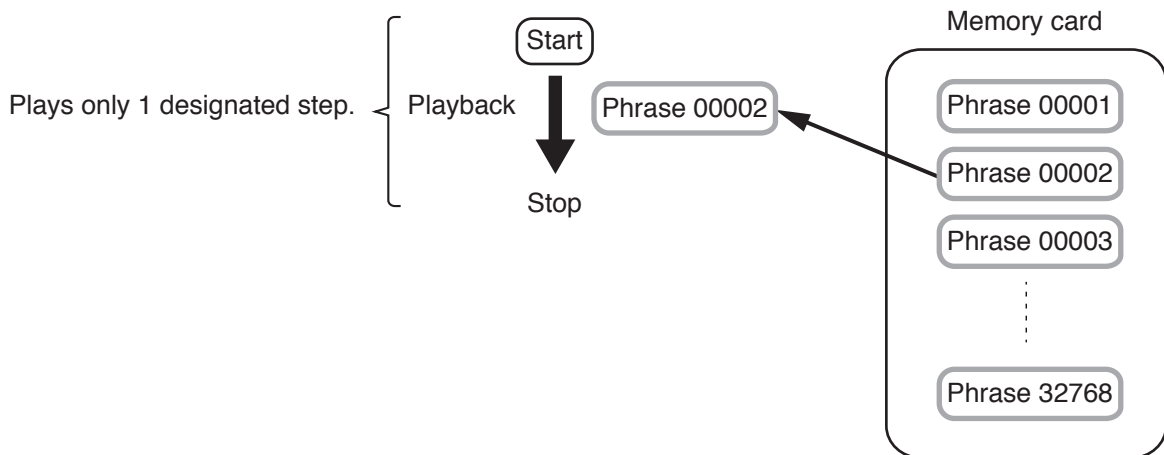 Memory card
Start
Plays only 1 designated step.
Playback
Phrase 00002
Stop
Phrase 00001
Phrase 00002
Phrase 00003
Phrase 32768